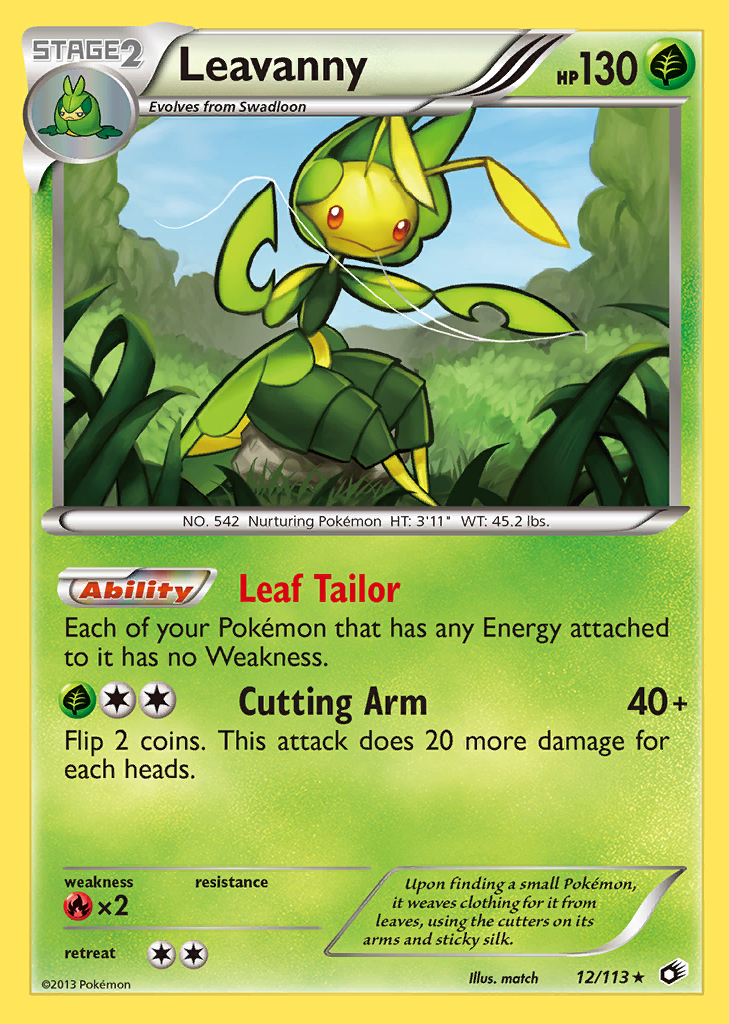 STAGE2
Leavanny
HP130
Evolves from Swadloon
NO. 542 Nurturing Pokémon HT: 3'11" WT: 45.2 lbs.
Ability Leaf Tailor
Each of your Pokémon that has any Energy attached
to it has no Weakness.
Cutting Arm 40+
Flip 2 coins. This attack does 20 more damage for
each heads.
weakness resistance
×2
retreat
Upon finding a small Pokémon,
it weaves clothing for it from
leaves, using the cutters on its
arms and sticky silk.
©2013 Pokémon
Illus. match
12/113 ★